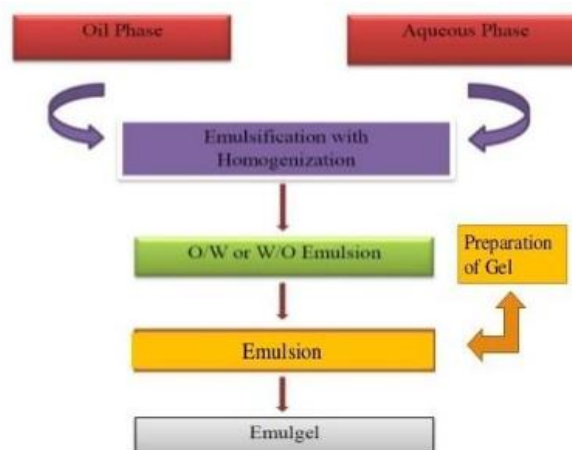 Oil Phase
Aqueous Phase
Emulsification with
Homogenization
O/W or W/O Emulsion
Preparation
of Gel
Emulsion
Emulgel